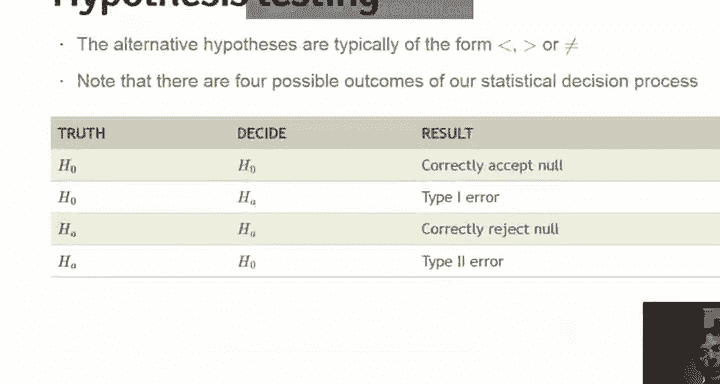 Hypothesis testing
· The alternative hypotheses are typically of the form <, > or ≠
· Note that there are four possible outcomes of our statistical decision process
TRUTH DECIDE RESULT
H₀ H₀ Correctly accept null
H₀ Hₐ Type I error
Hₐ Hₐ Correctly reject null
Hₐ H₀ Type II error